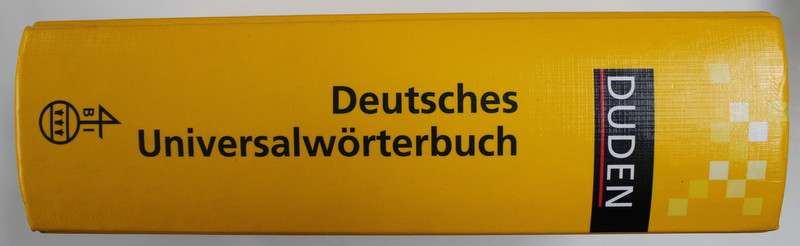 DUDEN
Deutsches
Universalwörterbuch
B I